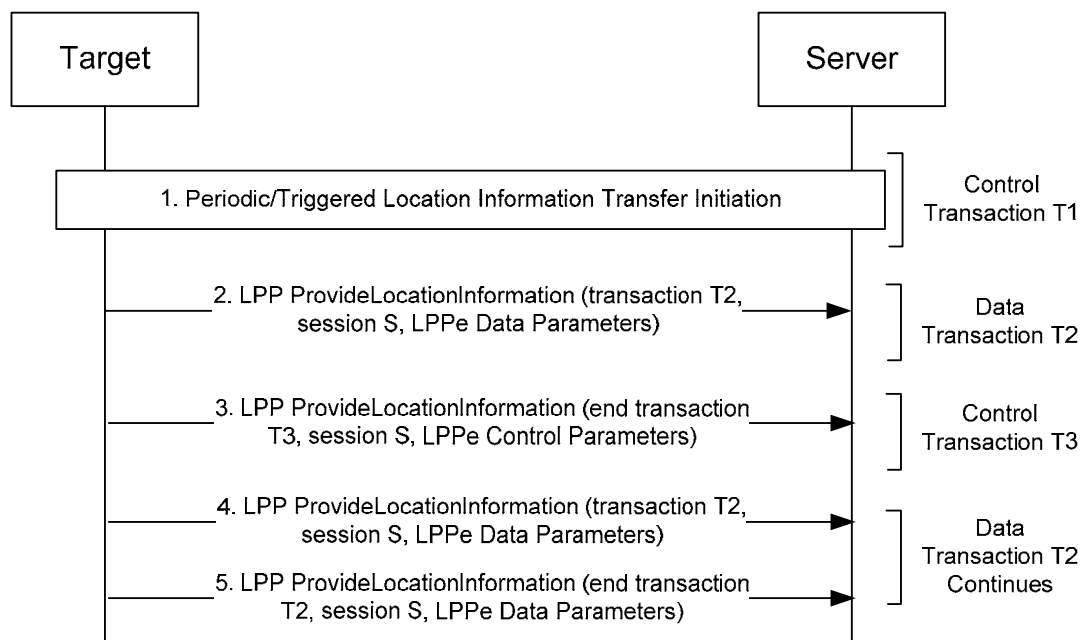 Target
Server
1. Periodic/Triggered Location Information Transfer Initiation
Control
Transaction T1
2. LPP ProvideLocationInformation (transaction T2,
session S, LPPe Data Parameters)
Data
Transaction T2
3. LPP ProvideLocationInformation (end transaction
T3, session S, LPPe Control Parameters)
Control
Transaction T3
4. LPP ProvideLocationInformation (transaction T2,
session S, LPPe Data Parameters)
Data
Transaction T2
Continues
5. LPP ProvideLocationInformation (end transaction
T2, session S, LPPe Data Parameters)